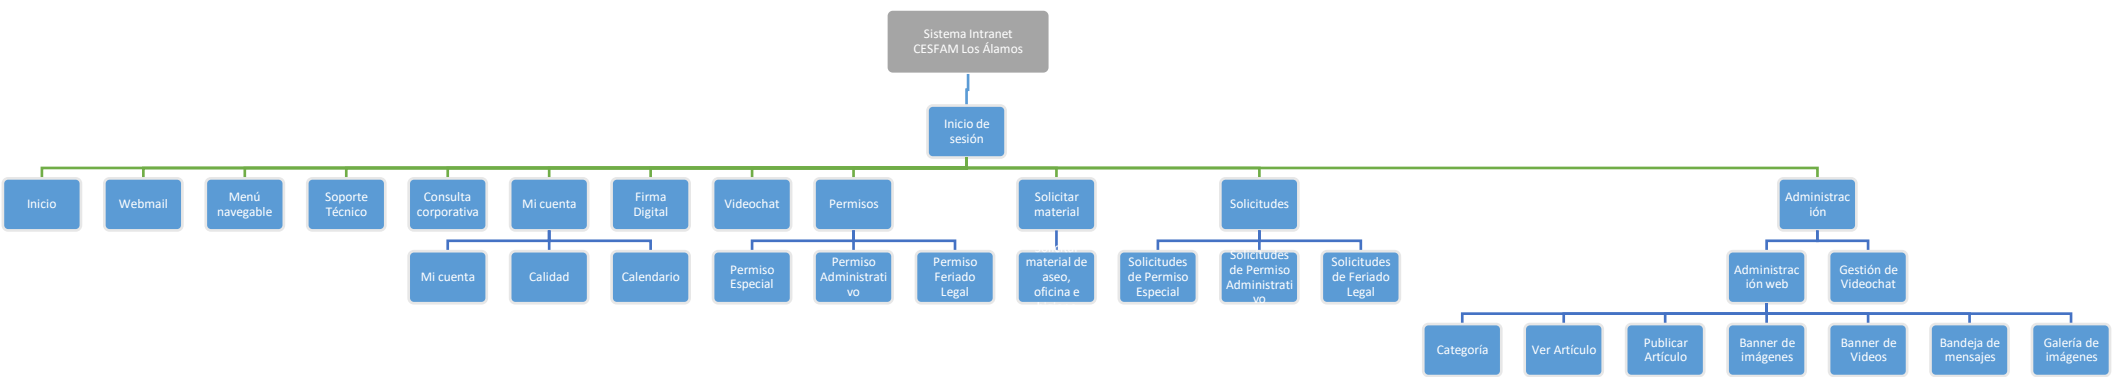 Sistema Intranet
CESFAM Los Álamos
Inicio de
sesión
Inicio
Webmail
Menú
navegable
Soporte
Técnico
Consulta
corporativa
Mi cuenta
Firma
Digital
Videochat
Permisos
Solicitar
material
Solicitudes
Administrac
ión
Mi cuenta
Calidad
Calendario
Permiso
Especial
Permiso
Administrati
vo
Permiso
Feriado
Legal
material de
aseo,
oficina e
Solicitudes
de Permiso
Especial
Solicitudes
de Permiso
Administrati
vo
Solicitudes
de Feriado
Legal
Administrac
ión web
Gestión de
Videochat
Categoría
Ver Artículo
Publicar
Artículo
Banner de
imágenes
Banner de
Videos
Bandeja de
mensajes
Galería de
imágenes